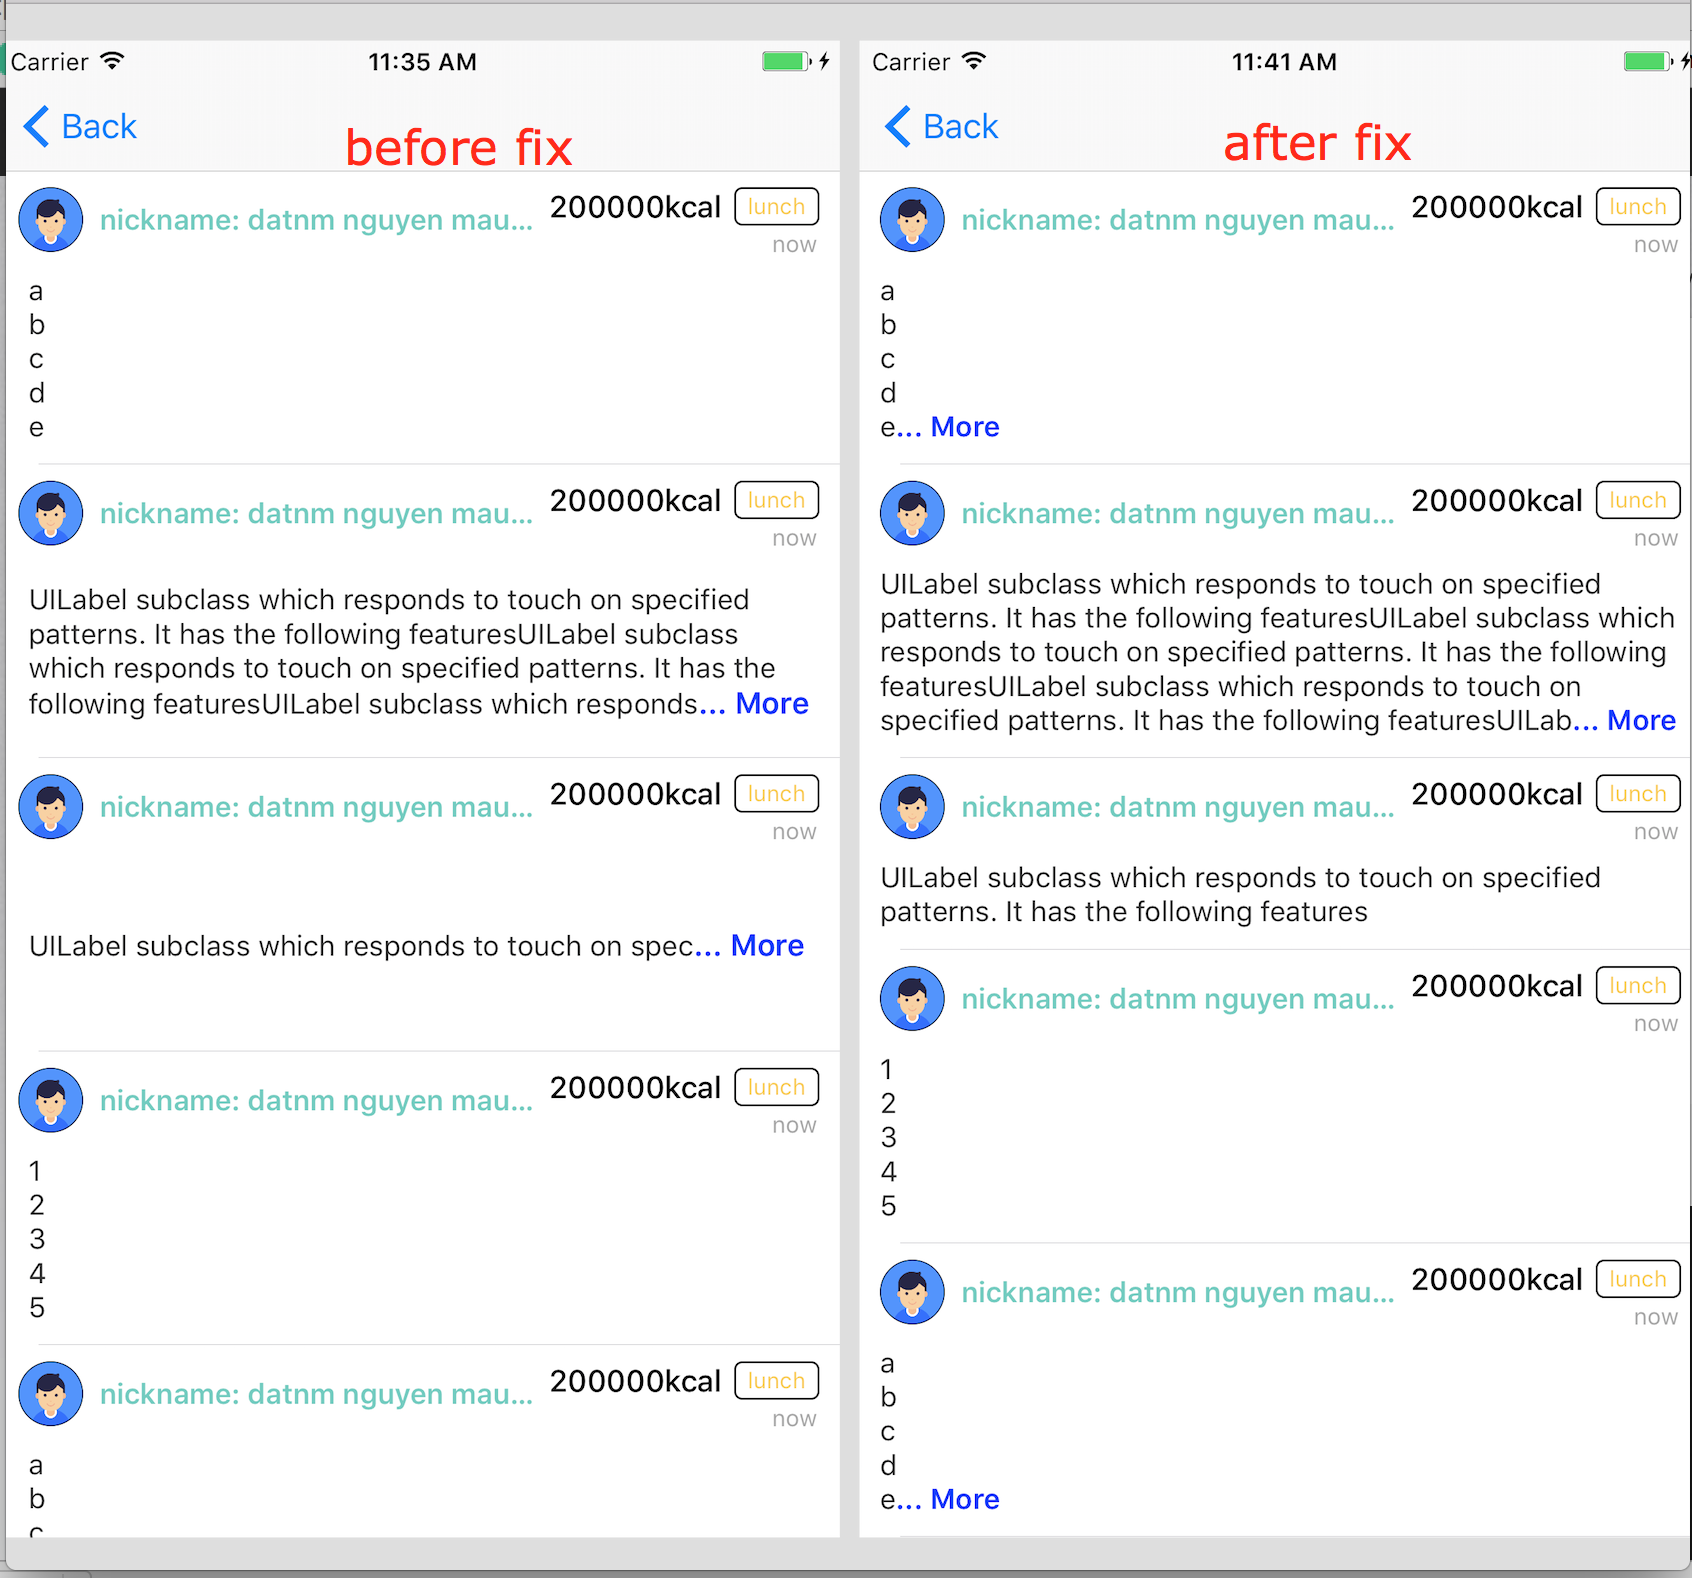 Carrier 11:35 AM
Back
before fix
nickname: datnm nguyen mau... 200000kcal lunch
now
a
b
c
d
e
nickname: datnm nguyen mau... 200000kcal lunch
now
UILabel subclass which responds to touch on specified
patterns. It has the following featuresUILabel subclass
which responds to touch on specified patterns. It has the
following featuresUILabel subclass which responds... More
nickname: datnm nguyen mau... 200000kcal lunch
now
UILabel subclass which responds to touch on spec... More
nickname: datnm nguyen mau... 200000kcal lunch
now
1
2
3
4
5
nickname: datnm nguyen mau... 200000kcal lunch
now
a
b
c
Carrier 11:41 AM
Back
after fix
nickname: datnm nguyen mau... 200000kcal lunch
now
a
b
c
d
e... More
nickname: datnm nguyen mau... 200000kcal lunch
now
UILabel subclass which responds to touch on specified
patterns. It has the following featuresUILabel subclass which
responds to touch on specified patterns. It has the following
featuresUILabel subclass which responds to touch on
specified patterns. It has the following featuresUILab... More
nickname: datnm nguyen mau... 200000kcal lunch
now
UILabel subclass which responds to touch on specified
patterns. It has the following features
nickname: datnm nguyen mau... 200000kcal lunch
now
1
2
3
4
5
nickname: datnm nguyen mau... 200000kcal lunch
now
a
b
c
d
e... More